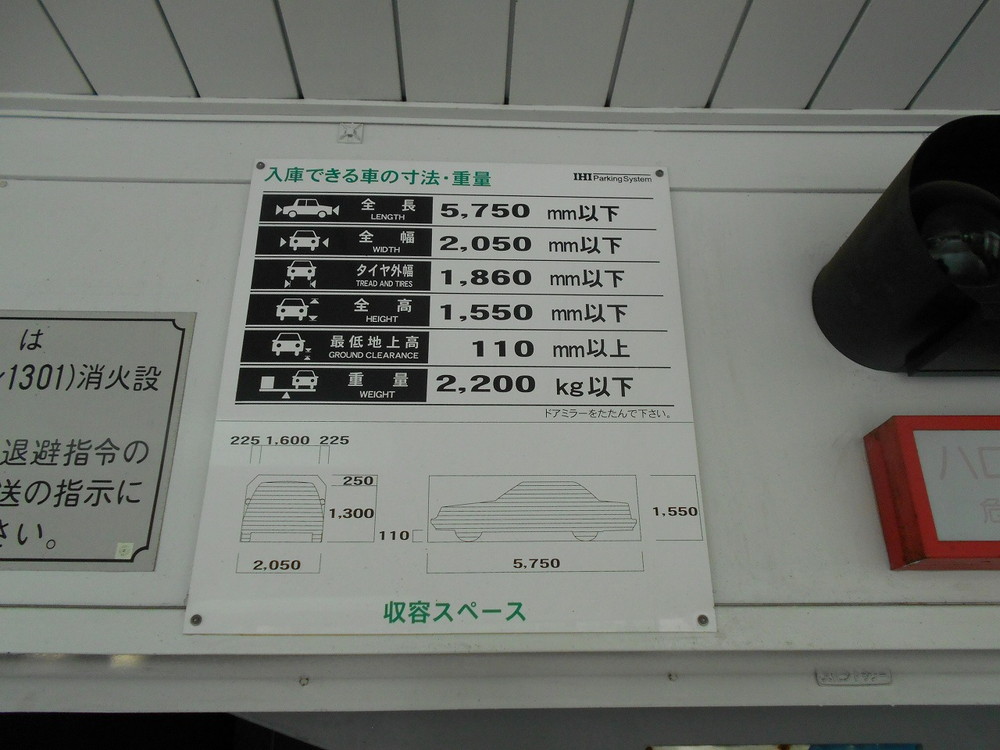 入庫できる車の寸法・重量
IHI Parking System
全長 LENGTH 5,750 mm以下
全幅 WIDTH 2,050 mm以下
タイヤ外幅 TREAD AND TIRES 1,860 mm以下
全高 HEIGHT 1,550 mm以下
最低地上高 GROUND CLEARANCE 110 mm以上
重量 WEIGHT 2,200 kg以下
ドアミラーをたたんで下さい。
225 1,600 225
250
1,300
110
1,550
2,050
5,750
収容スペース
は
1301)消火設
退避指令の
送の指示に
さい。
ハロ
危